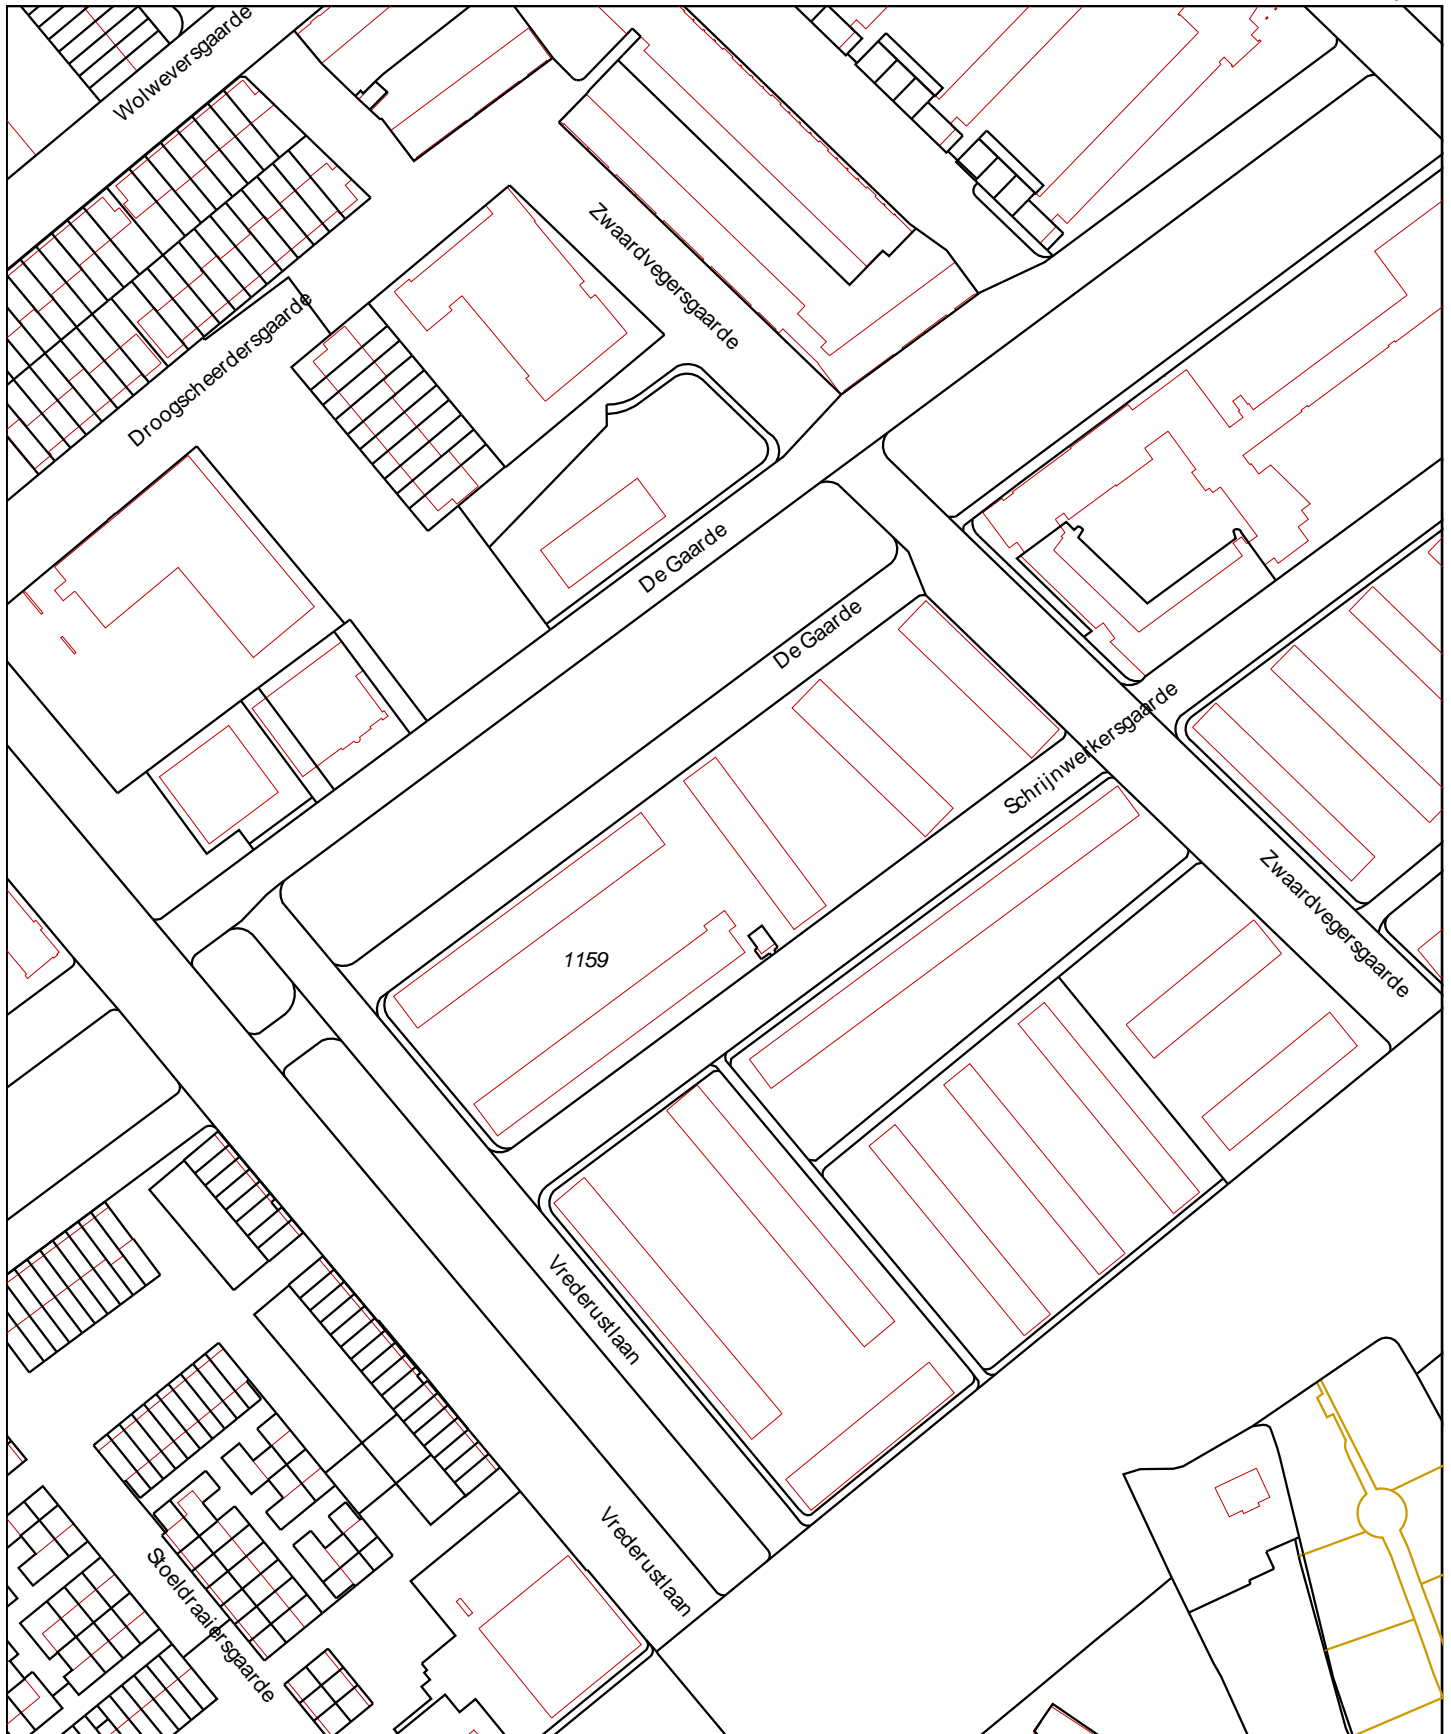 Wolweversgaarde
Zwaardvegersgaarde
Droogscheerdersgaarde
De Gaarde
De Gaarde
Schrijnwerkersgaarde
Zwaardvegersgaarde
1159
Vrederustlaan
Vrederustlaan
Stoeldraaiersgaarde